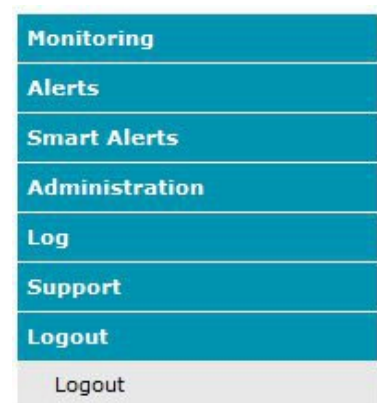 Monitoring
Alerts
Smart Alerts
Administration
Log
Support
Logout
Logout